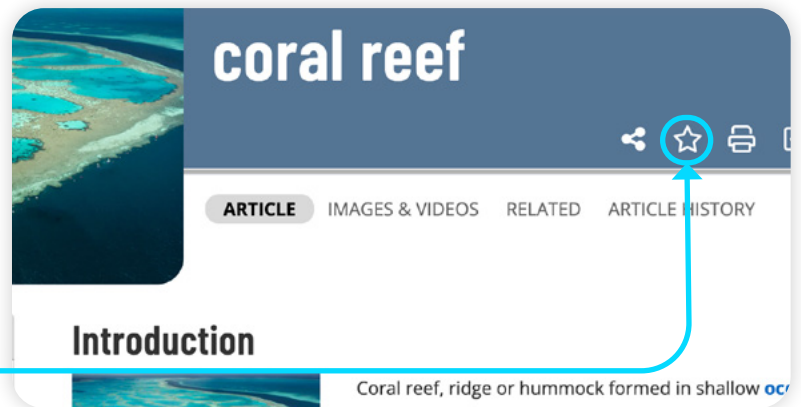 coral reef
ARTICLE IMAGES & VIDEOS RELATED ARTICLE HISTORY
Introduction
Coral reef, ridge or hummock formed in shallow